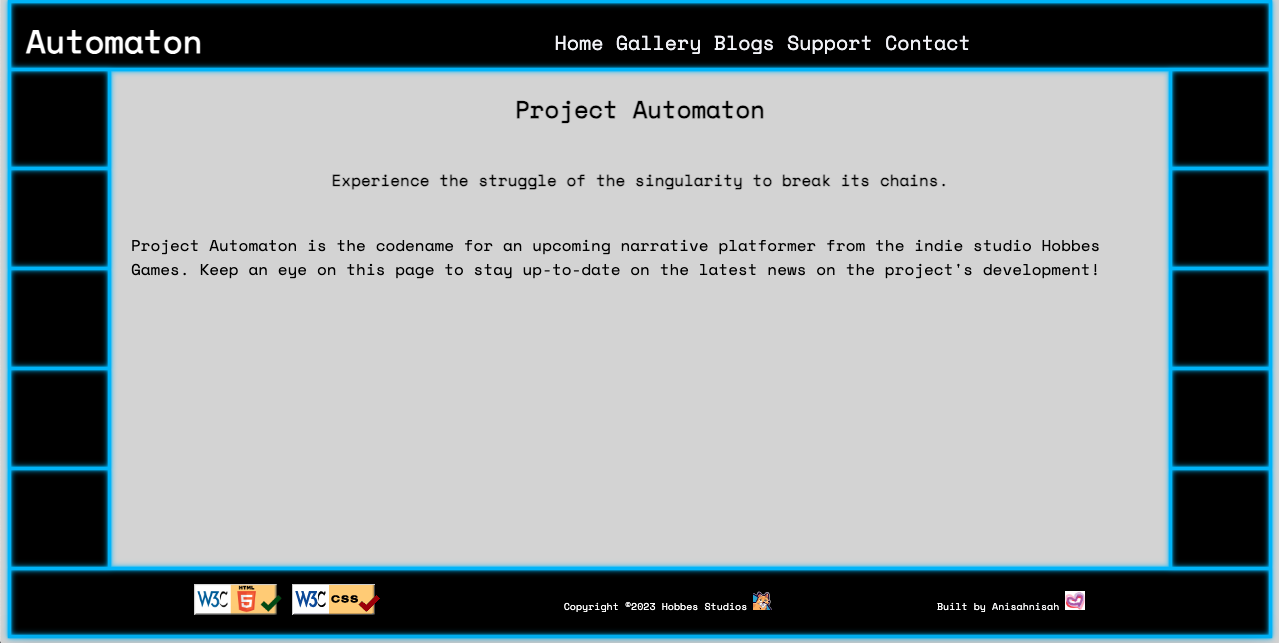 Automaton
Home Gallery Blogs Support Contact
Project Automaton
Experience the struggle of the singularity to break its chains.
Project Automaton is the codename for an upcoming narrative platformer from the indie studio Hobbes
Games. Keep an eye on this page to stay up-to-date on the latest news on the project's development!
W3C HTML 5
W3C css
Copyright ©2023 Hobbes Studios
Built by Anisahnisah